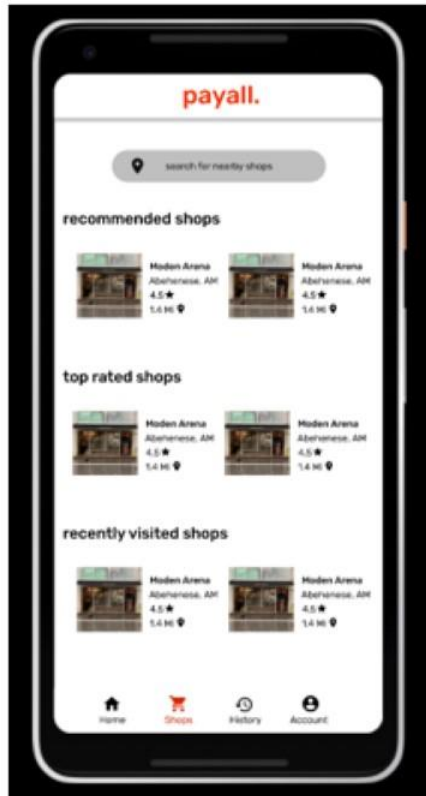 payall.
search for nearby shops
recommended shops
Moden Arena
Abehenese, AM
4.5★
1.4 Mi
Moden Arena
Abehenese, AM
4.5★
1.4 Mi
top rated shops
Moden Arena
Abehenese, AM
4.5★
1.4 Mi
Moden Arena
Abehenese, AM
4.5★
1.4 Mi
recently visited shops
Moden Arena
Abehenese, AM
4.5★
1.4 Mi
Moden Arena
Abehenese, AM
4.5★
1.4 Mi
Home
Shops
History
Account